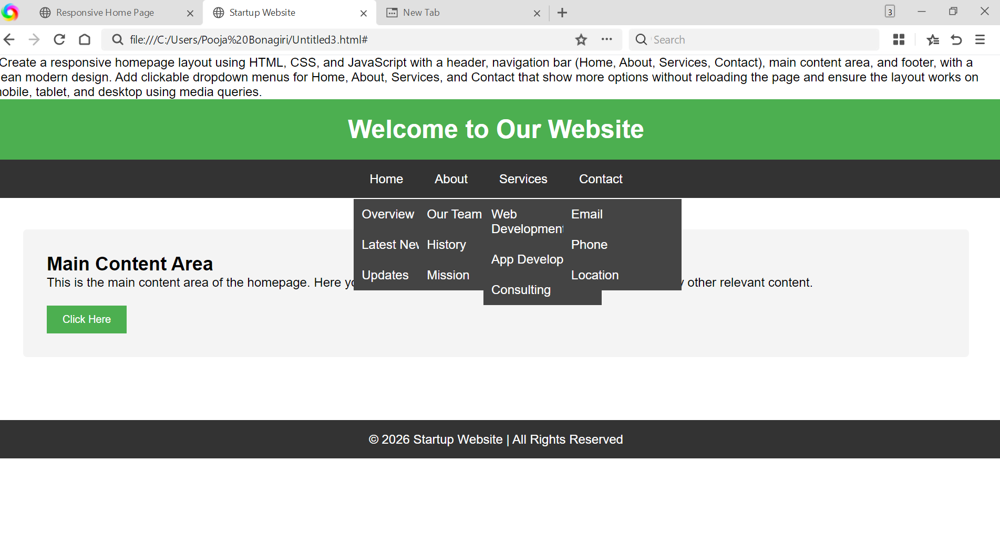 Responsive Home Page
Startup Website
New Tab
3
file:///C:/Users/Pooja%20Bonagiri/Untitled3.html#
Search
Create a responsive homepage layout using HTML, CSS, and JavaScript with a header, navigation bar (Home, About, Services, Contact), main content area, and footer, with a
ean modern design. Add clickable dropdown menus for Home, About, Services, and Contact that show more options without reloading the page and ensure the layout works on
obile, tablet, and desktop using media queries.
Welcome to Our Website
Home About Services Contact
Overview Our Team Web Email
Development
Latest New History Phone
App Develop
Updates Mission Location
Consulting
Main Content Area
This is the main content area of the homepage. Here yo y other relevant content.
Click Here
© 2026 Startup Website | All Rights Reserved